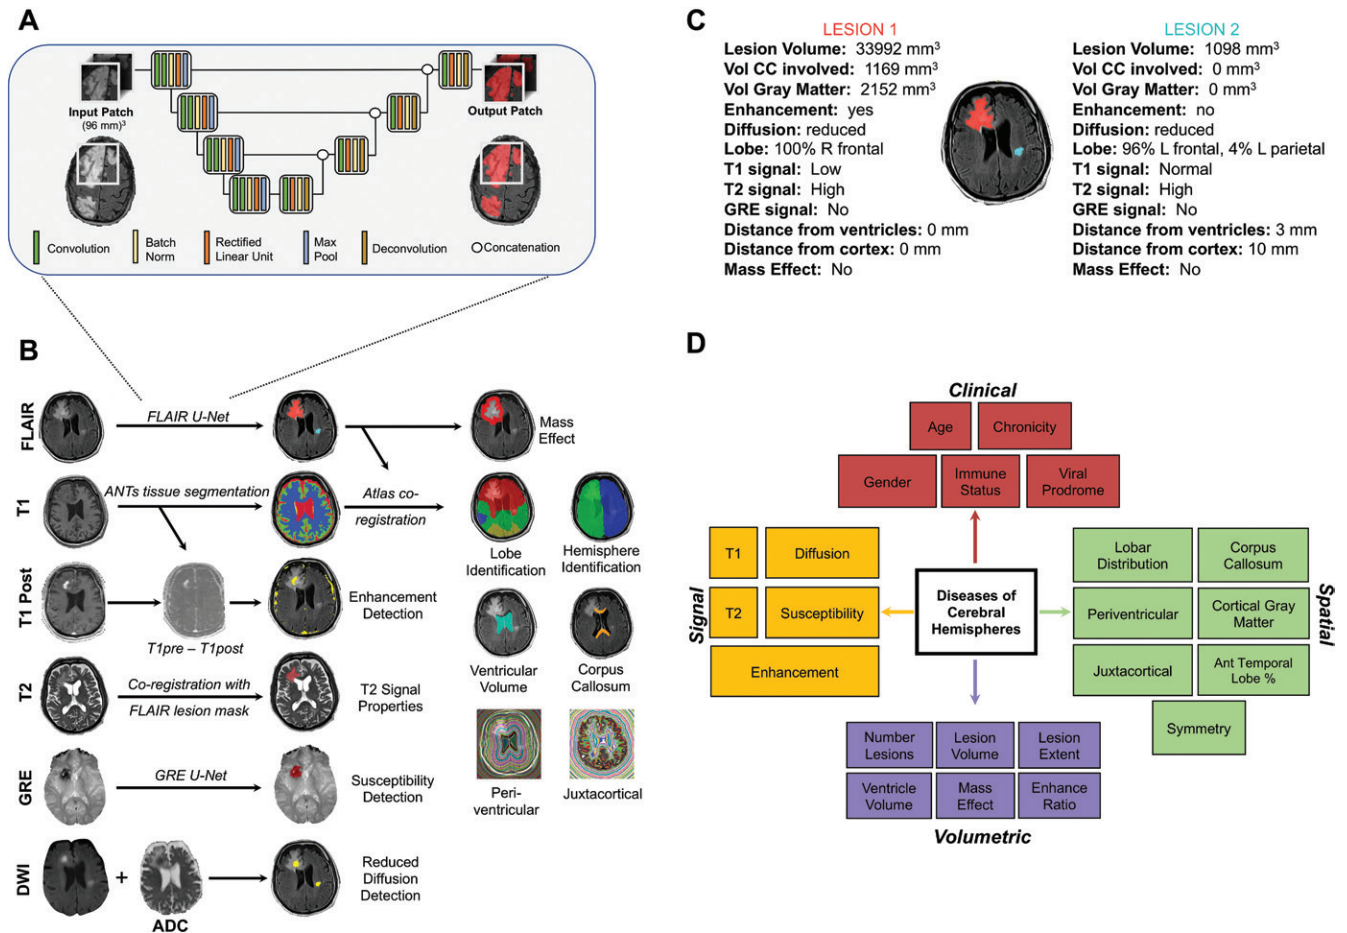 A
Input Patch
(96 mm)³
Output Patch
Convolution
Batch
Norm
Rectified
Linear Unit
Max
Pool
Deconvolution
Concatenation
B
FLAIR
FLAIR U-Net
Mass
Effect
T1
ANTs tissue segmentation
Atlas co-
registration
Lobe
Identification
Hemisphere
Identification
T1 Post
T1pre – T1post
Enhancement
Detection
Ventricular
Volume
Corpus
Callosum
T2
Co-registration with
FLAIR lesion mask
T2 Signal
Properties
Peri-
ventricular
Juxtacortical
GRE
GRE U-Net
Susceptibility
Detection
DWI
+
ADC
Reduced
Diffusion
Detection
C
LESION 1
Lesion Volume: 33992 mm³
Vol CC involved: 1169 mm³
Vol Gray Matter: 2152 mm³
Enhancement: yes
Diffusion: reduced
Lobe: 100% R frontal
T1 signal: Low
T2 signal: High
GRE signal: No
Distance from ventricles: 0 mm
Distance from cortex: 0 mm
Mass Effect: No
LESION 2
Lesion Volume: 1098 mm³
Vol CC involved: 0 mm³
Vol Gray Matter: 0 mm³
Enhancement: no
Diffusion: reduced
Lobe: 96% L frontal, 4% L parietal
T1 signal: Normal
T2 signal: High
GRE signal: No
Distance from ventricles: 3 mm
Distance from cortex: 10 mm
Mass Effect: No
D
Clinical
Age
Chronicity
Gender
Immune
Status
Viral
Prodrome
Signal
T1
Diffusion
T2
Susceptibility
Enhancement
Diseases of
Cerebral
Hemispheres
Spatial
Lobar
Distribution
Corpus
Callosum
Periventricular
Cortical Gray
Matter
Juxtacortical
Ant Temporal
Lobe %
Symmetry
Number
Lesions
Lesion
Volume
Lesion
Extent
Ventricle
Volume
Mass
Effect
Enhance
Ratio
Volumetric